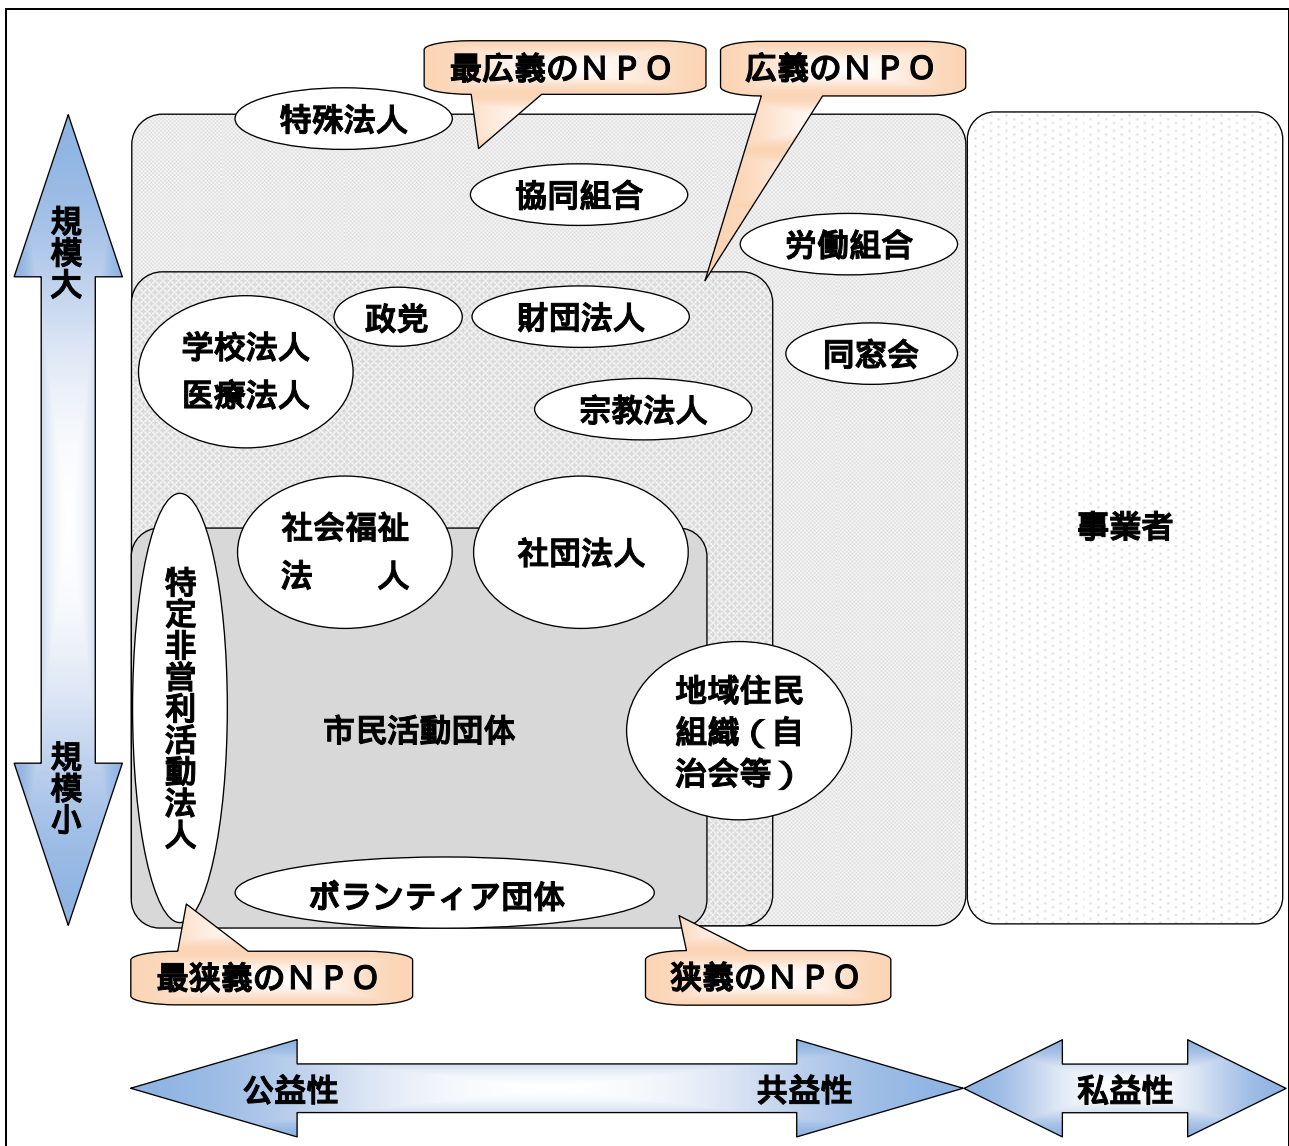 最広義のＮＰＯ
広義のＮＰＯ
特殊法人
協同組合
労働組合
規模大
政党
財団法人
同窓会
学校法人
医療法人
宗教法人
社会福祉
法　　人
社団法人
事業者
特定非営利活動法人
市民活動団体
地域住民
組織（自
治会等）
規模小
ボランティア団体
最狭義のＮＰＯ
狭義のＮＰＯ
公益性
共益性
私益性